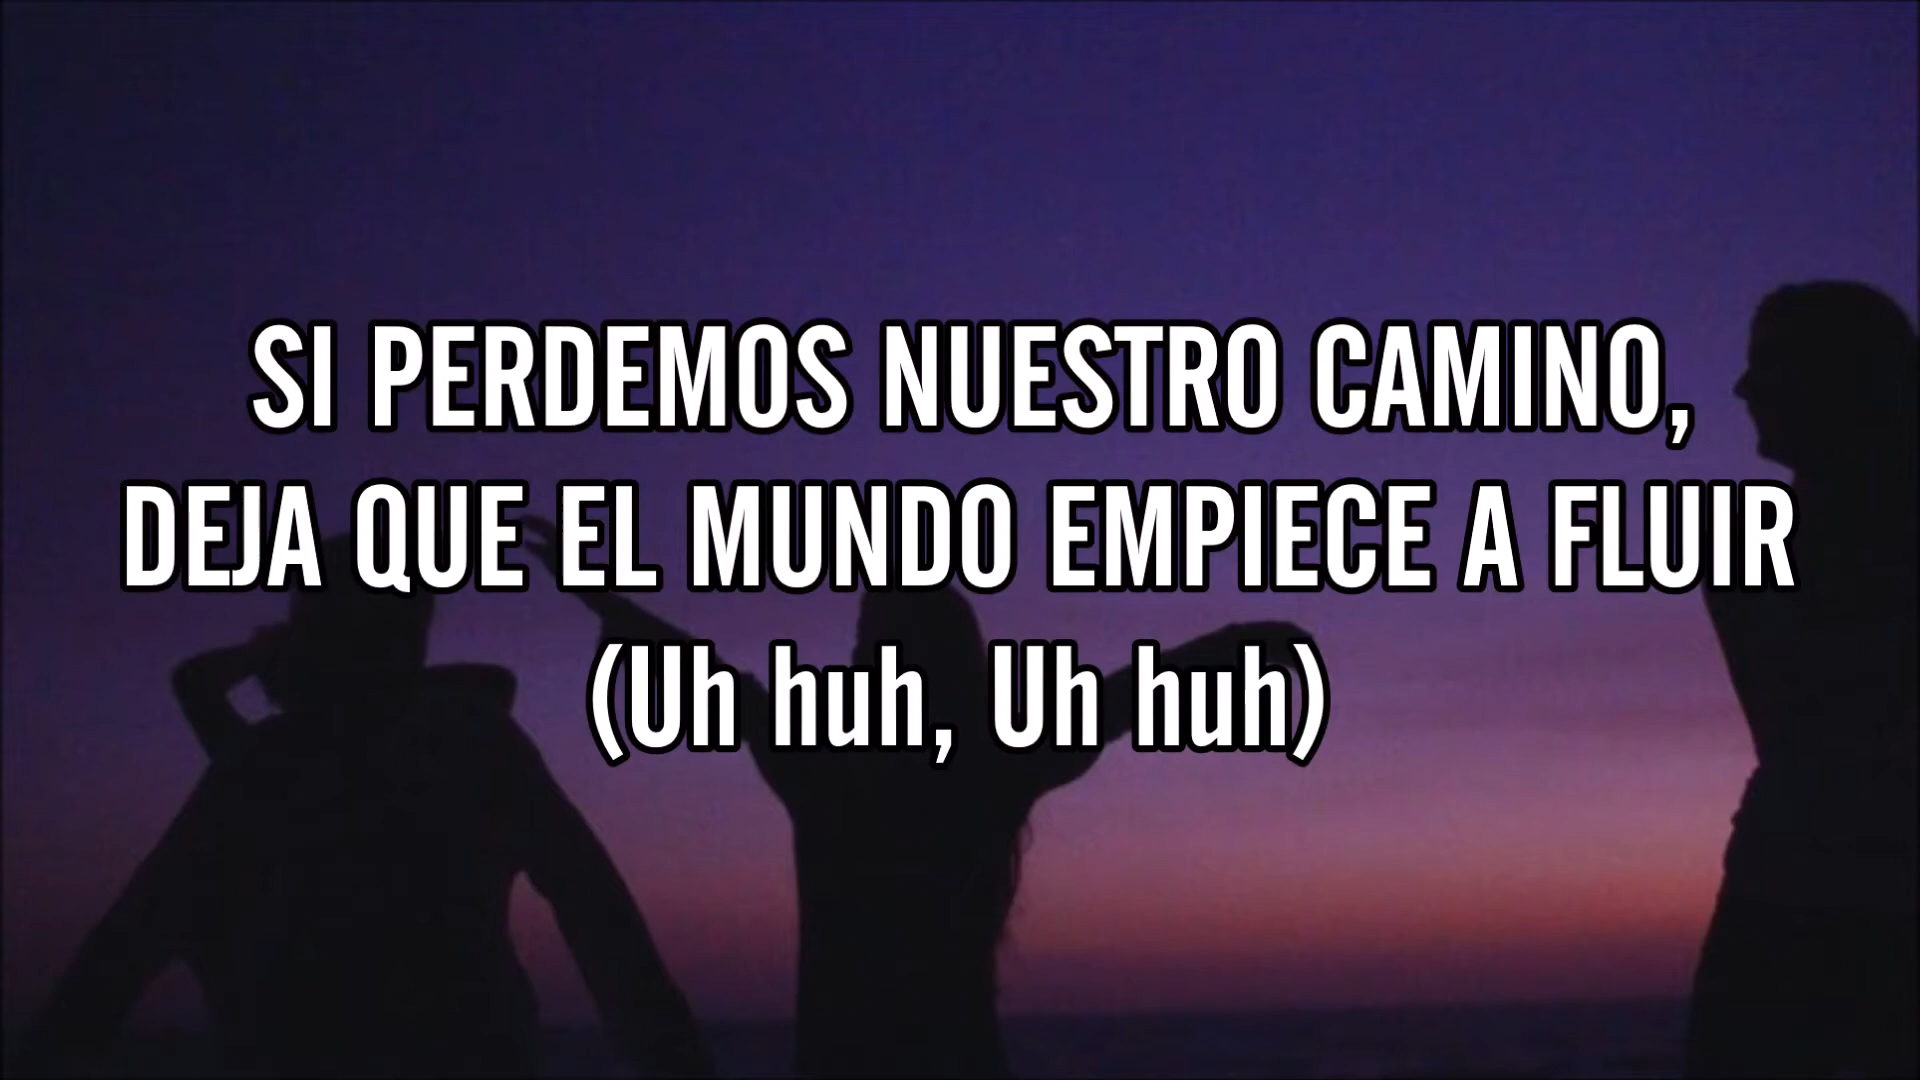 SI PERDEMOS NUESTRO CAMINO,
DEJA QUE EL MUNDO EMPIECE A FLUIR
(Uh huh, Uh huh)